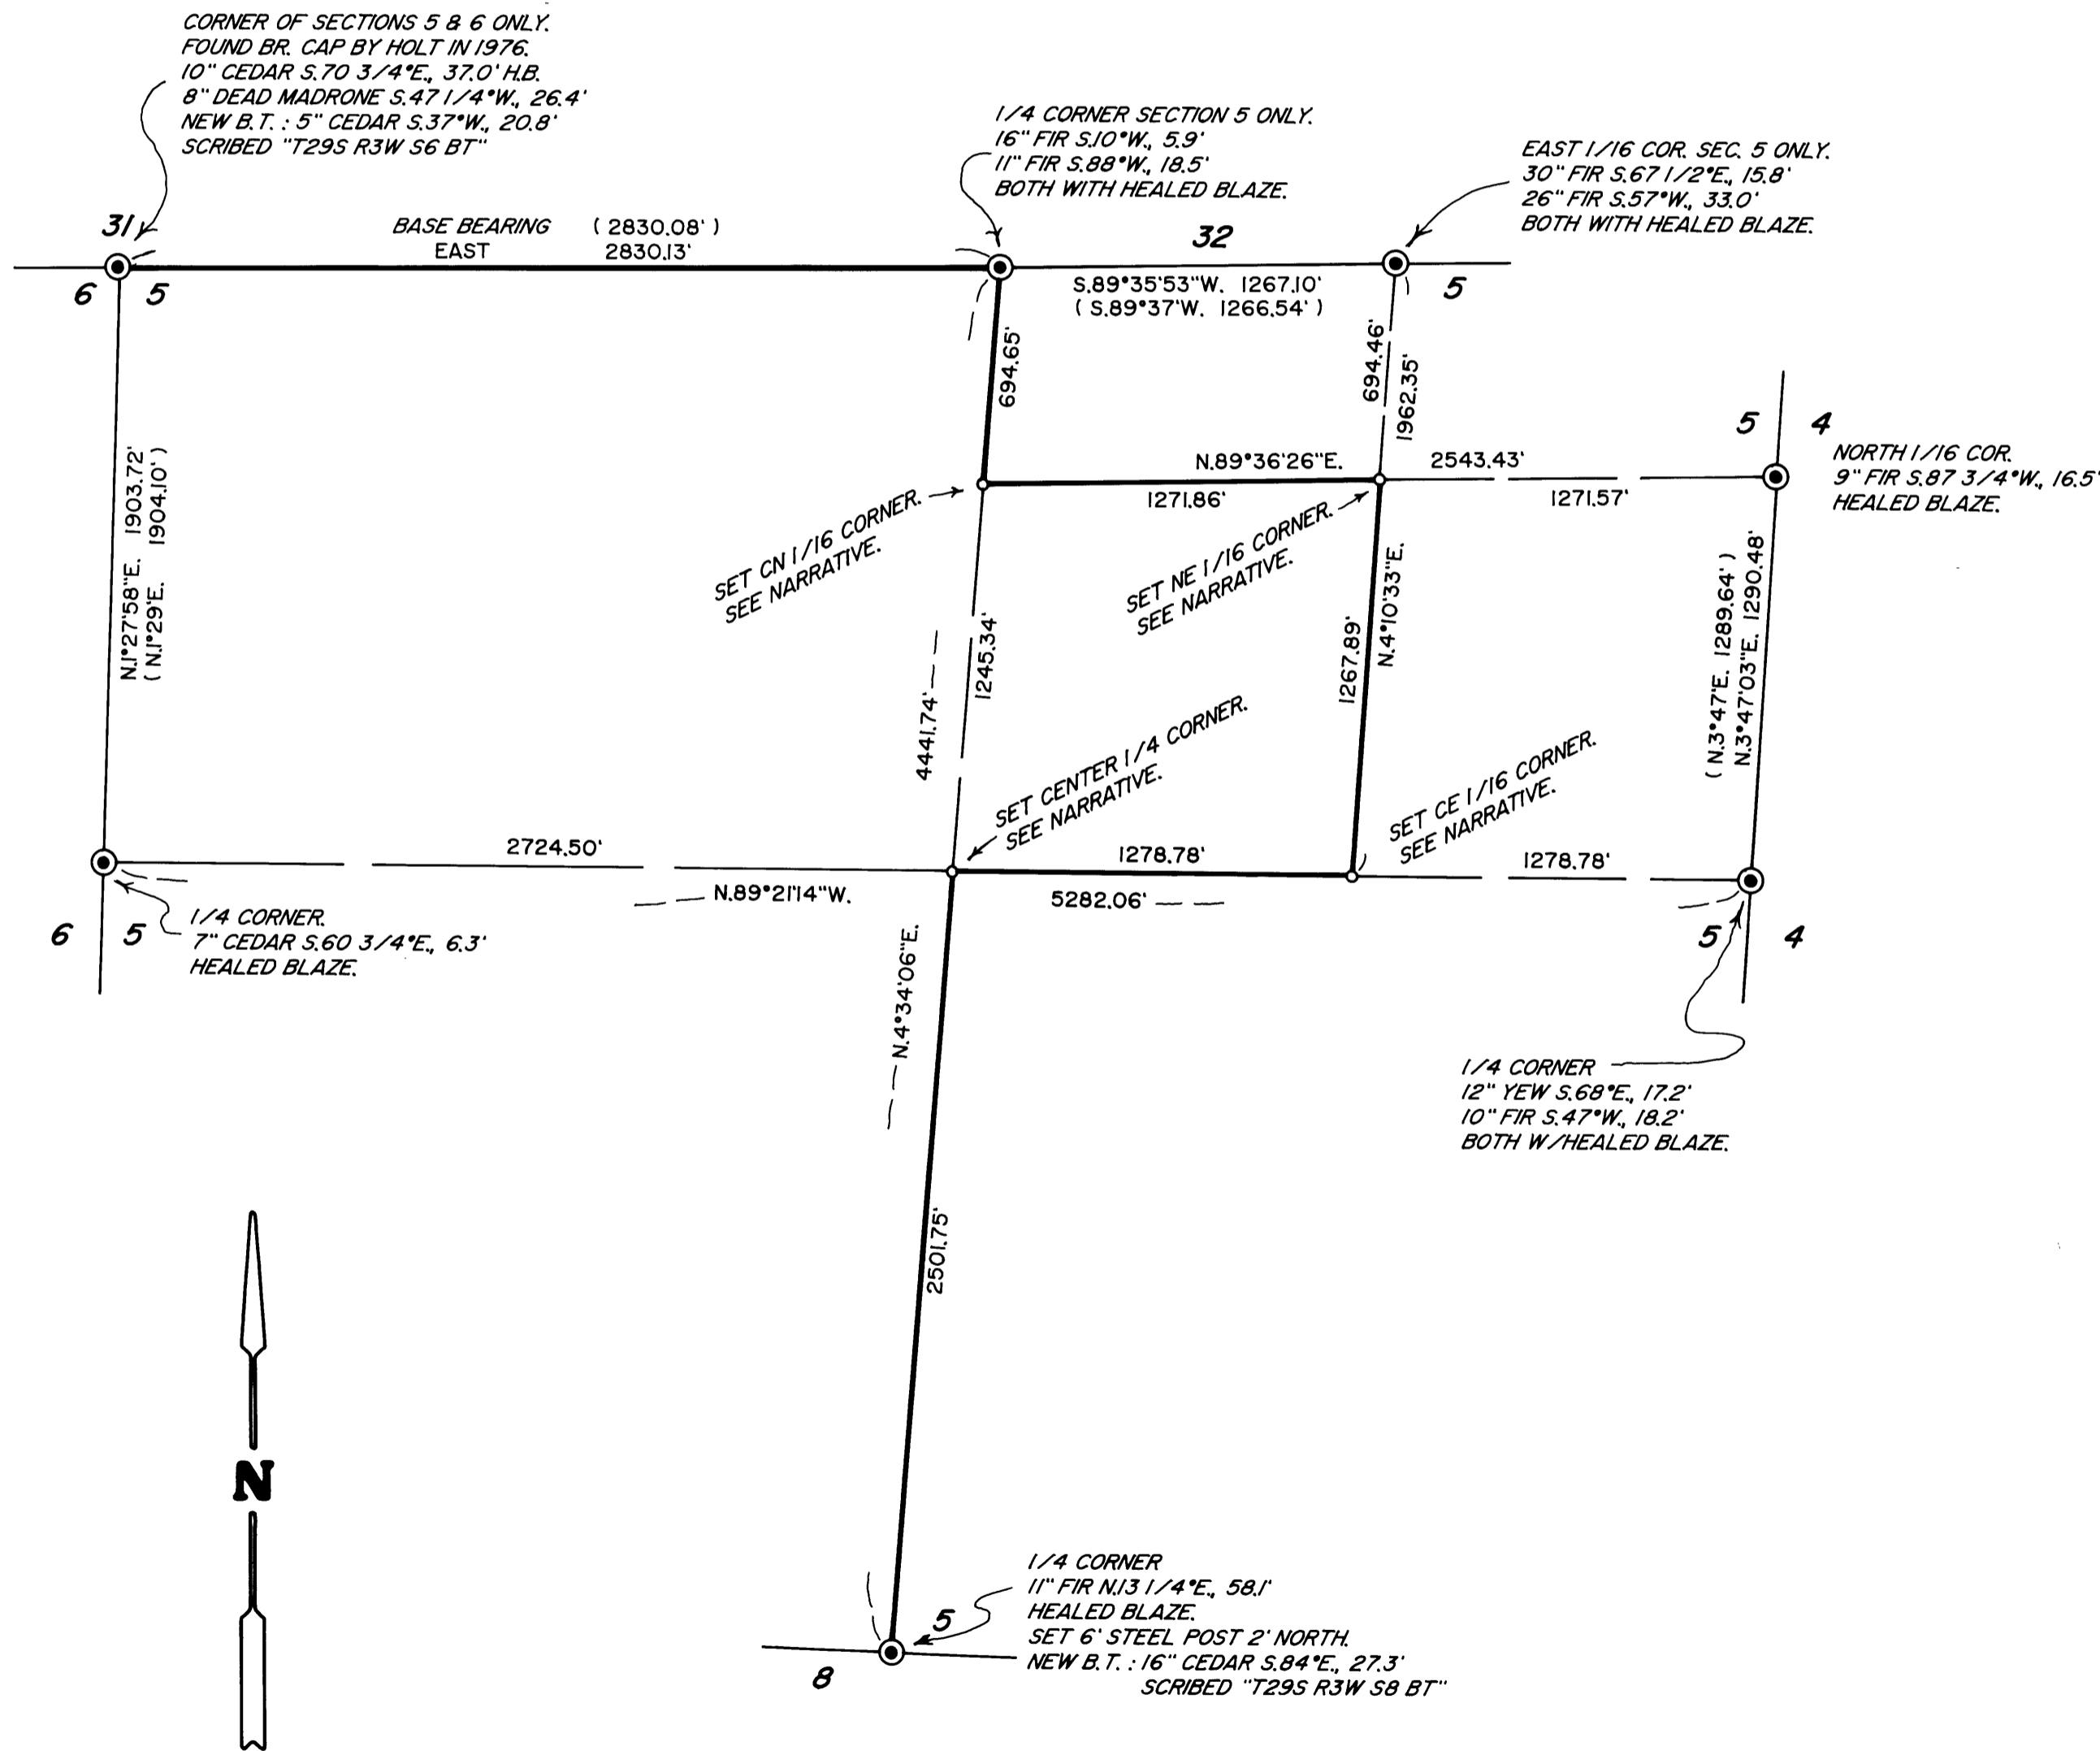 CORNER OF SECTIONS 5 & 6 ONLY.
FOUND BR. CAP BY HOLT IN 1976.
10" CEDAR S.70 3/4°E., 37.0' H.B.
8" DEAD MADRONE S.47 1/4°W., 26.4'
NEW B.T. : 5" CEDAR S.37°W., 20.8'
SCRIBED "T29S R3W S6 BT"
1/4 CORNER SECTION 5 ONLY.
16" FIR S.10°W., 5.9'
11" FIR S.88°W., 18.5'
BOTH WITH HEALED BLAZE.
EAST 1/16 COR. SEC. 5 ONLY.
30" FIR S.67 1/2°E., 15.8'
26" FIR S.57°W., 33.0'
BOTH WITH HEALED BLAZE.
31
BASE BEARING ( 2830.08' )
EAST 2830.13'
32
6 5
S.89°35'53"W. 1267.10'
( S.89°37'W. 1266.54' )
5
694.65'
694.46'
1962.35'
5 4
NORTH 1/16 COR.
9" FIR S.87 3/4°W., 16.5'
HEALED BLAZE.
N.89°36'26"E.
2543.43'
1271.86'
1271.57'
SET CN 1/16 CORNER.
SEE NARRATIVE.
SET NE 1/16 CORNER.
SEE NARRATIVE.
N.1°27'58"E. 1903.72'
( N.1°29'E. 1904.10' )
4441.74'
1245.34'
1267.89'
N.4°10'33"E.
( N.3°47'E. 1289.64' )
N.3°47'03"E. 1290.48'
SET CENTER 1/4 CORNER.
SEE NARRATIVE.
SET CE 1/16 CORNER.
SEE NARRATIVE.
2724.50'
1278.78'
1278.78'
N.89°21'14"W.
5282.06'
6 5
1/4 CORNER.
7" CEDAR S.60 3/4°E., 6.3'
HEALED BLAZE.
5 4
N.4°34'06"E.
1/4 CORNER
12" YEW S.68°E., 17.2'
10" FIR S.47°W., 18.2'
BOTH W/HEALED BLAZE.
2501.75'
N
1/4 CORNER
11" FIR N.13 1/4°E., 58.1'
HEALED BLAZE.
SET 6' STEEL POST 2' NORTH.
NEW B.T. : 16" CEDAR S.84°E., 27.3'
SCRIBED "T29S R3W S8 BT"
5
8